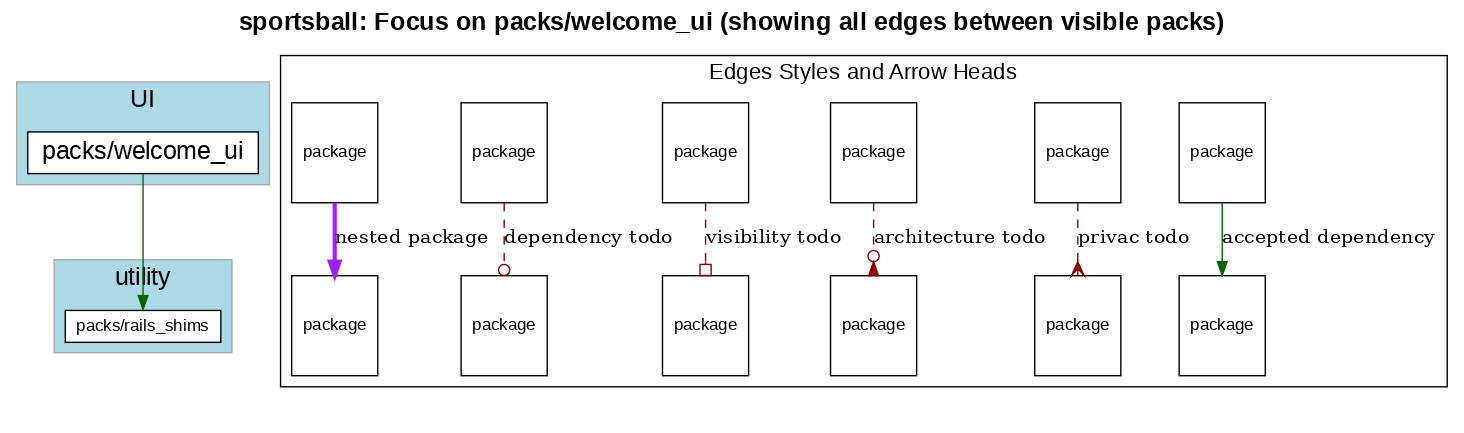 sportsball: Focus on packs/welcome_ui (showing all edges between visible packs)
UI
packs/welcome_ui
utility
packs/rails_shims
Edges Styles and Arrow Heads
package package package package package package
nested package dependency todo visibility todo architecture todo privac todo accepted dependency
package package package package package package